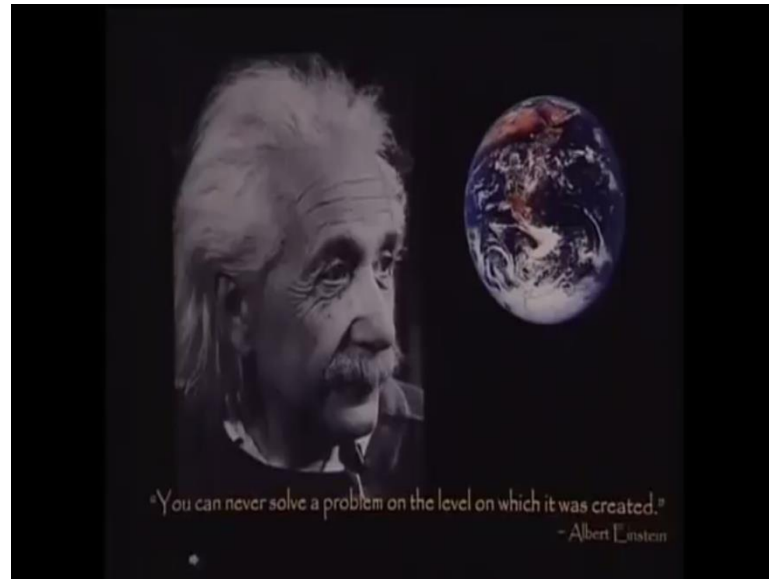 “You can never solve a problem on the level on which it was created.”
~ Albert Einstein